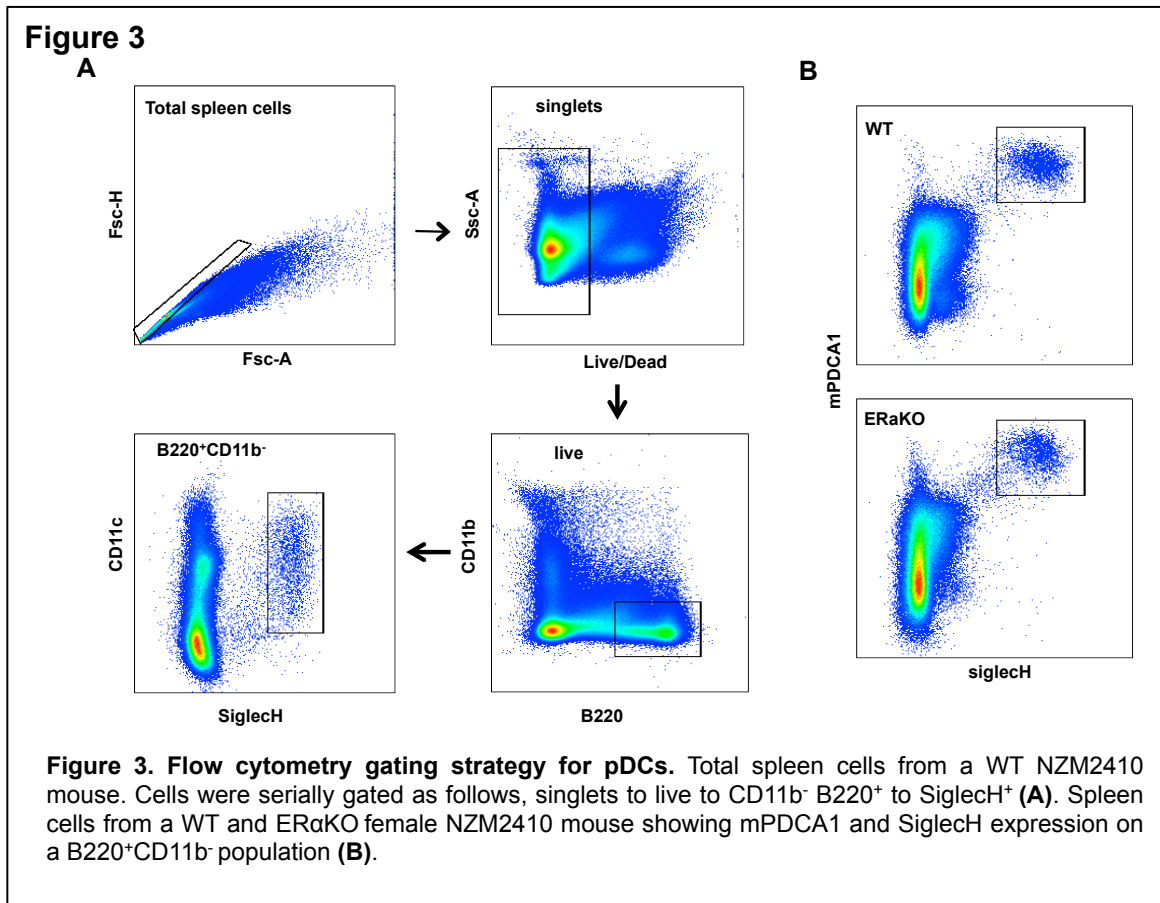 Figure 3
A
B
Total spleen cells
Fsc-H
Fsc-A
singlets
Ssc-A
Live/Dead
B220⁺CD11b⁻
CD11c
SiglecH
live
CD11b
B220
WT
mPDCA1
ERaKO
siglecH
Figure 3. Flow cytometry gating strategy for pDCs. Total spleen cells from a WT NZM2410
mouse. Cells were serially gated as follows, singlets to live to CD11b⁻ B220⁺ to SiglecH⁺ (A). Spleen
cells from a WT and ERαKO female NZM2410 mouse showing mPDCA1 and SiglecH expression on
a B220⁺CD11b⁻ population (B).